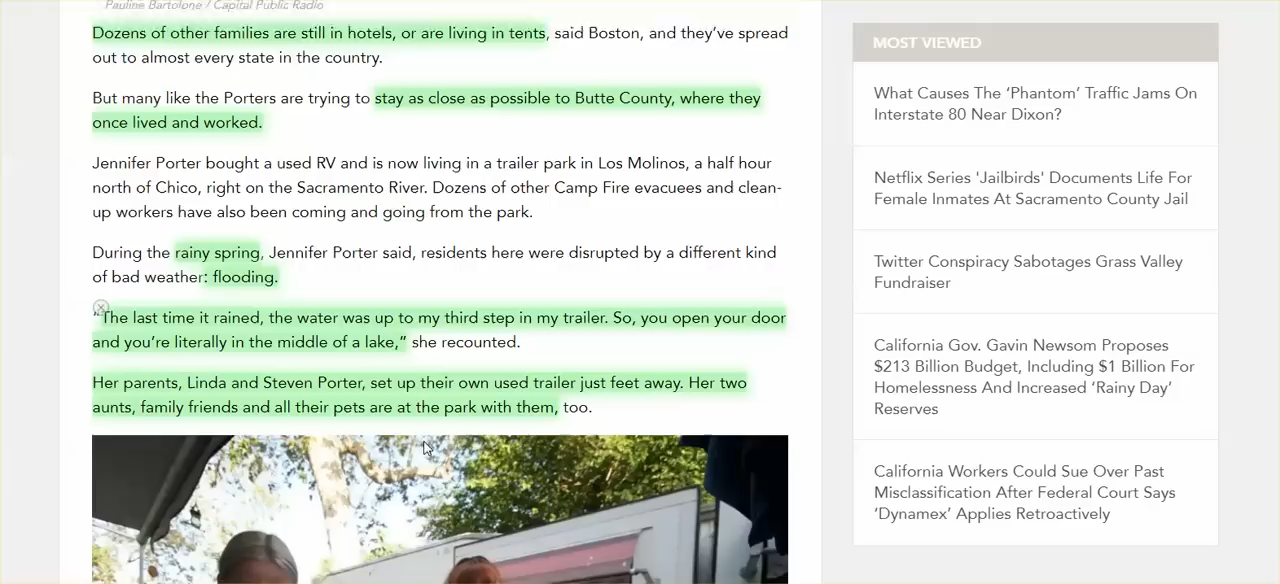 Pauline Bartolone / Capital Public Radio
Dozens of other families are still in hotels, or are living in tents, said Boston, and they’ve spread
out to almost every state in the country.
But many like the Porters are trying to stay as close as possible to Butte County, where they
once lived and worked.
Jennifer Porter bought a used RV and is now living in a trailer park in Los Molinos, a half hour
north of Chico, right on the Sacramento River. Dozens of other Camp Fire evacuees and clean-
up workers have also been coming and going from the park.
During the rainy spring, Jennifer Porter said, residents here were disrupted by a different kind
of bad weather: flooding.
“The last time it rained, the water was up to my third step in my trailer. So, you open your door
and you’re literally in the middle of a lake,” she recounted.
Her parents, Linda and Steven Porter, set up their own used trailer just feet away. Her two
aunts, family friends and all their pets are at the park with them, too.
MOST VIEWED
What Causes The ‘Phantom’ Traffic Jams On
Interstate 80 Near Dixon?
Netflix Series 'Jailbirds' Documents Life For
Female Inmates At Sacramento County Jail
Twitter Conspiracy Sabotages Grass Valley
Fundraiser
California Gov. Gavin Newsom Proposes
$213 Billion Budget, Including $1 Billion For
Homelessness And Increased ‘Rainy Day’
Reserves
California Workers Could Sue Over Past
Misclassification After Federal Court Says
‘Dynamex’ Applies Retroactively